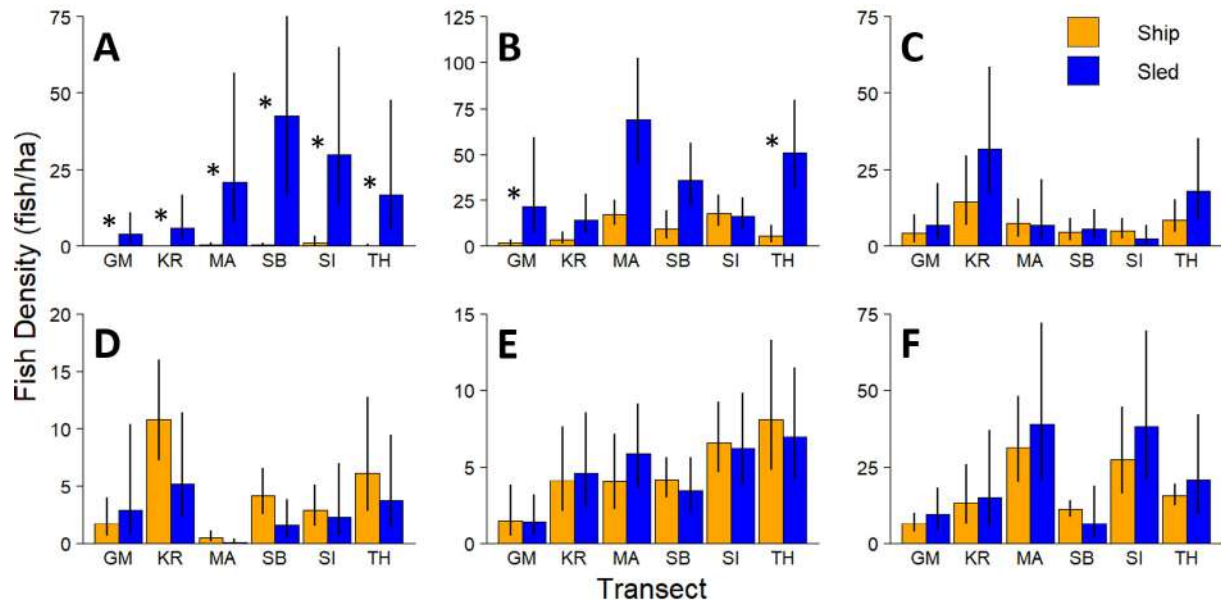 A
75
50
25
0
*
*
*
*
*
*
GM KR MA SB SI TH
B
125
100
75
50
25
0
*
*
GM KR MA SB SI TH
C
75
50
25
0
Ship
Sled
GM KR MA SB SI TH
Fish Density (fish/ha)
D
20
15
10
5
0
GM KR MA SB SI TH
E
15
10
5
0
GM KR MA SB SI TH
F
75
50
25
0
GM KR MA SB SI TH
Transect